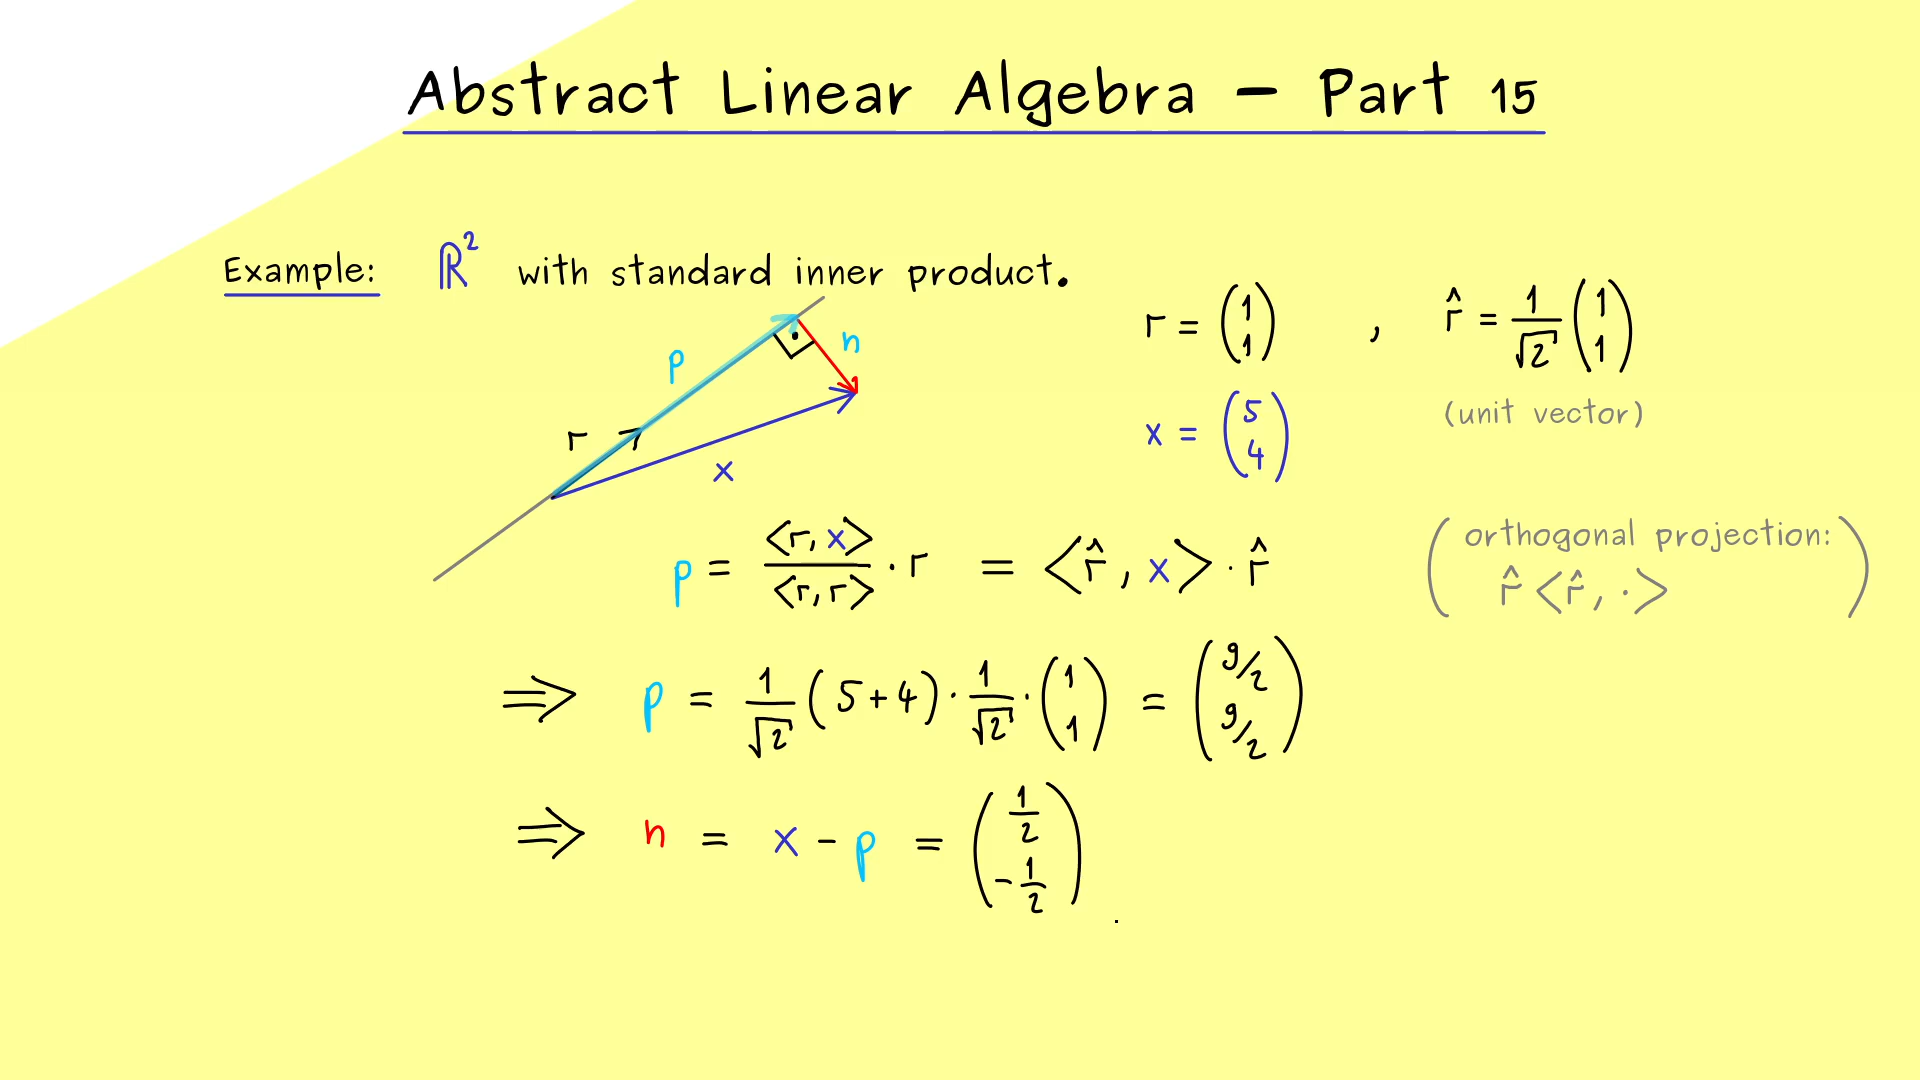 Abstract Linear Algebra – Part 15
Example: ℝ² with standard inner product.
p
n
r
x
r = (1 1) , r̂ = 1/√2 (1 1)
(unit vector)
x = (5 4)
p = <r, x>/<r, r> · r = <r̂, x> · r̂
(orthogonal projection:
r̂ <r̂, ·>)
⇒ p = 1/√2 (5+4) · 1/√2 · (1 1) = (9/2 9/2)
⇒ n = x - p = (1/2 -1/2) .